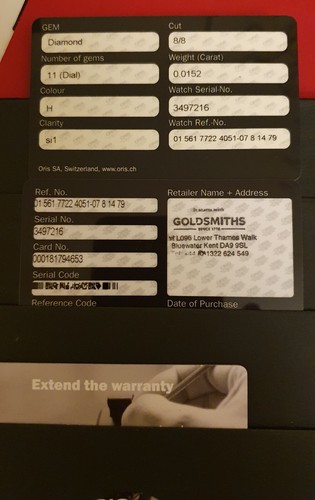 GEM Cut
Diamond 8/8
Number of gems Weight (Carat)
11 (Dial) 0.0152
Colour Watch Serial-No.
H 3497216
Clarity Watch Ref.-No.
si1 01 561 7722 4051-07 8 14 79
Oris SA, Switzerland, www.oris.ch
Ref. No.
01 561 7722 4051-07 8 14 79
Serial No.
3497216
Card No.
000181794653
Serial Code
Reference Code
Retailer Name + Address
GOLDSMITHS
SINCE 1778
L096 Lower Thames Walk
Bluewater Kent DA9 9SL
1322 624 549
Date of Purchase
Extend the warranty